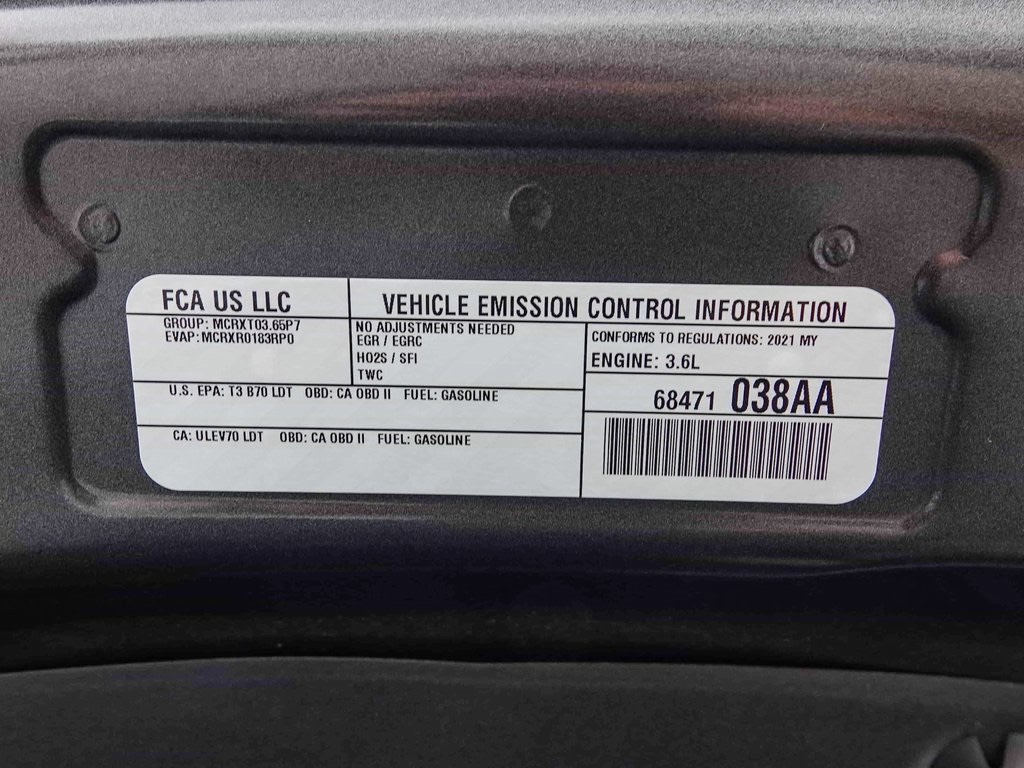 FCA US LLC
VEHICLE EMISSION CONTROL INFORMATION
GROUP: MCRXT03.65P7
EVAP: MCRXR0183RP0
NO ADJUSTMENTS NEEDED
EGR / EGRC
HO2S / SFI
TWC
CONFORMS TO REGULATIONS: 2021 MY
ENGINE: 3.6L
U.S. EPA: T3 B70 LDT OBD: CA OBD II FUEL: GASOLINE
68471 038AA
CA: ULEV70 LDT OBD: CA OBD II FUEL: GASOLINE